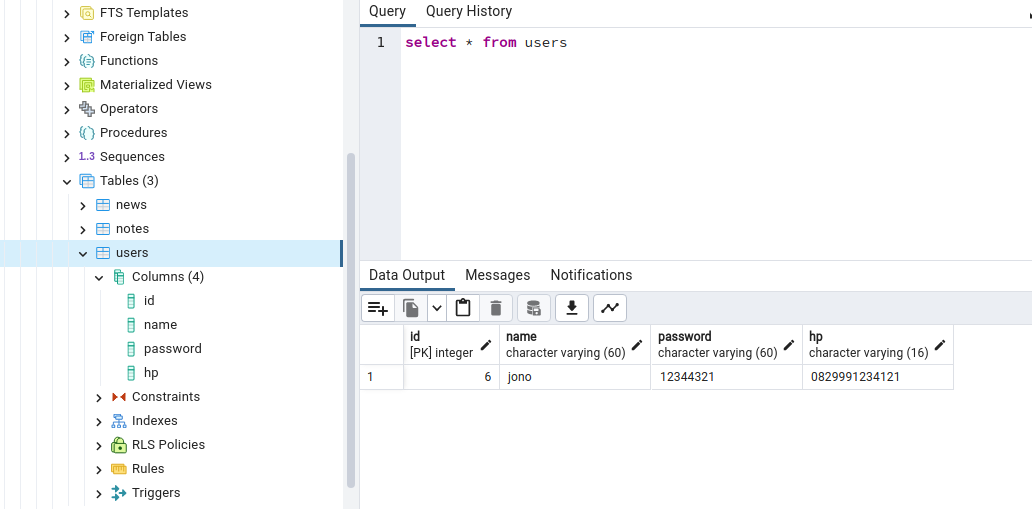 FTS Templates
Foreign Tables
Functions
Materialized Views
Operators
Procedures
1..3 Sequences
Tables (3)
news
notes
users
Columns (4)
id
name
password
hp
Constraints
Indexes
RLS Policies
Rules
Triggers
Query Query History
1 select * from users
Data Output Messages Notifications
id name password hp
[PK] integer character varying (60) character varying (60) character varying (16)
1 6 jono 12344321 0829991234121